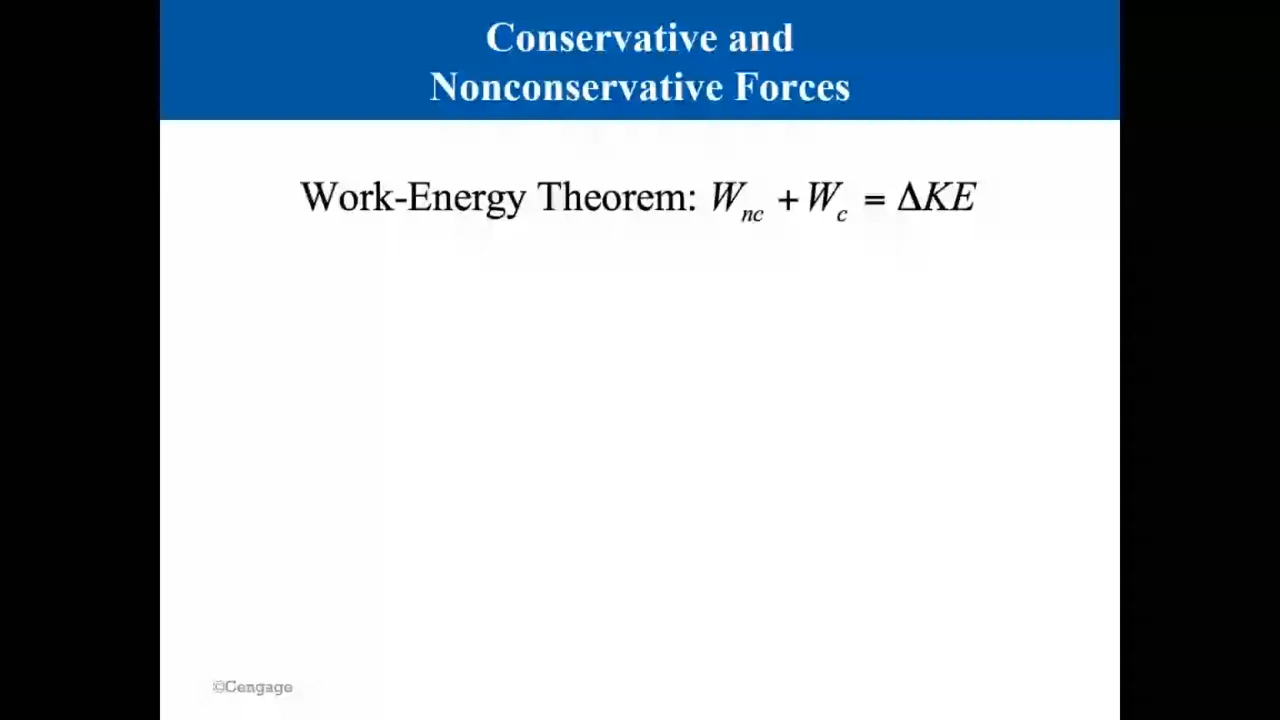 Conservative and
Nonconservative Forces
Work-Energy Theorem: W_nc + W_c = ΔKE
©Cengage